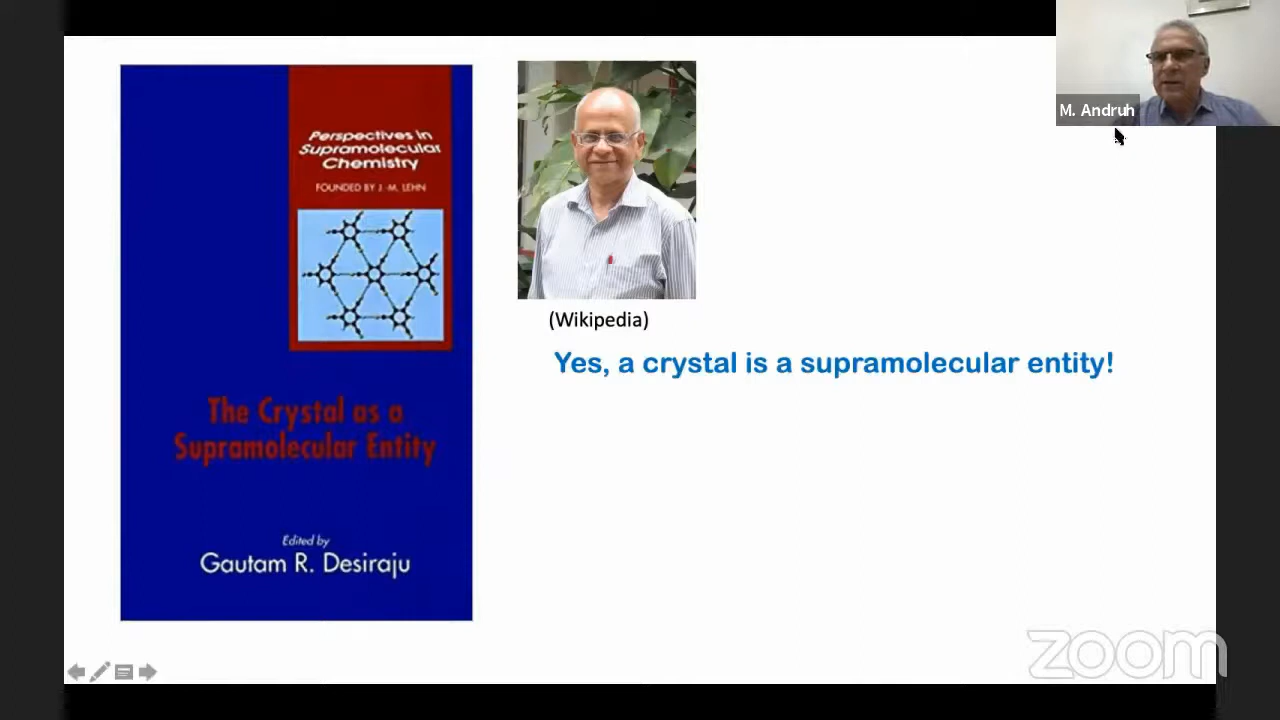 Perspectives in
Supramolecular
Chemistry
FOUNDED BY J.-M. LEHN
The Crystal as a
Supramolecular Entity
Edited by
Gautam R. Desiraju
(Wikipedia)
Yes, a crystal is a supramolecular entity!
M. Andruh
zoom